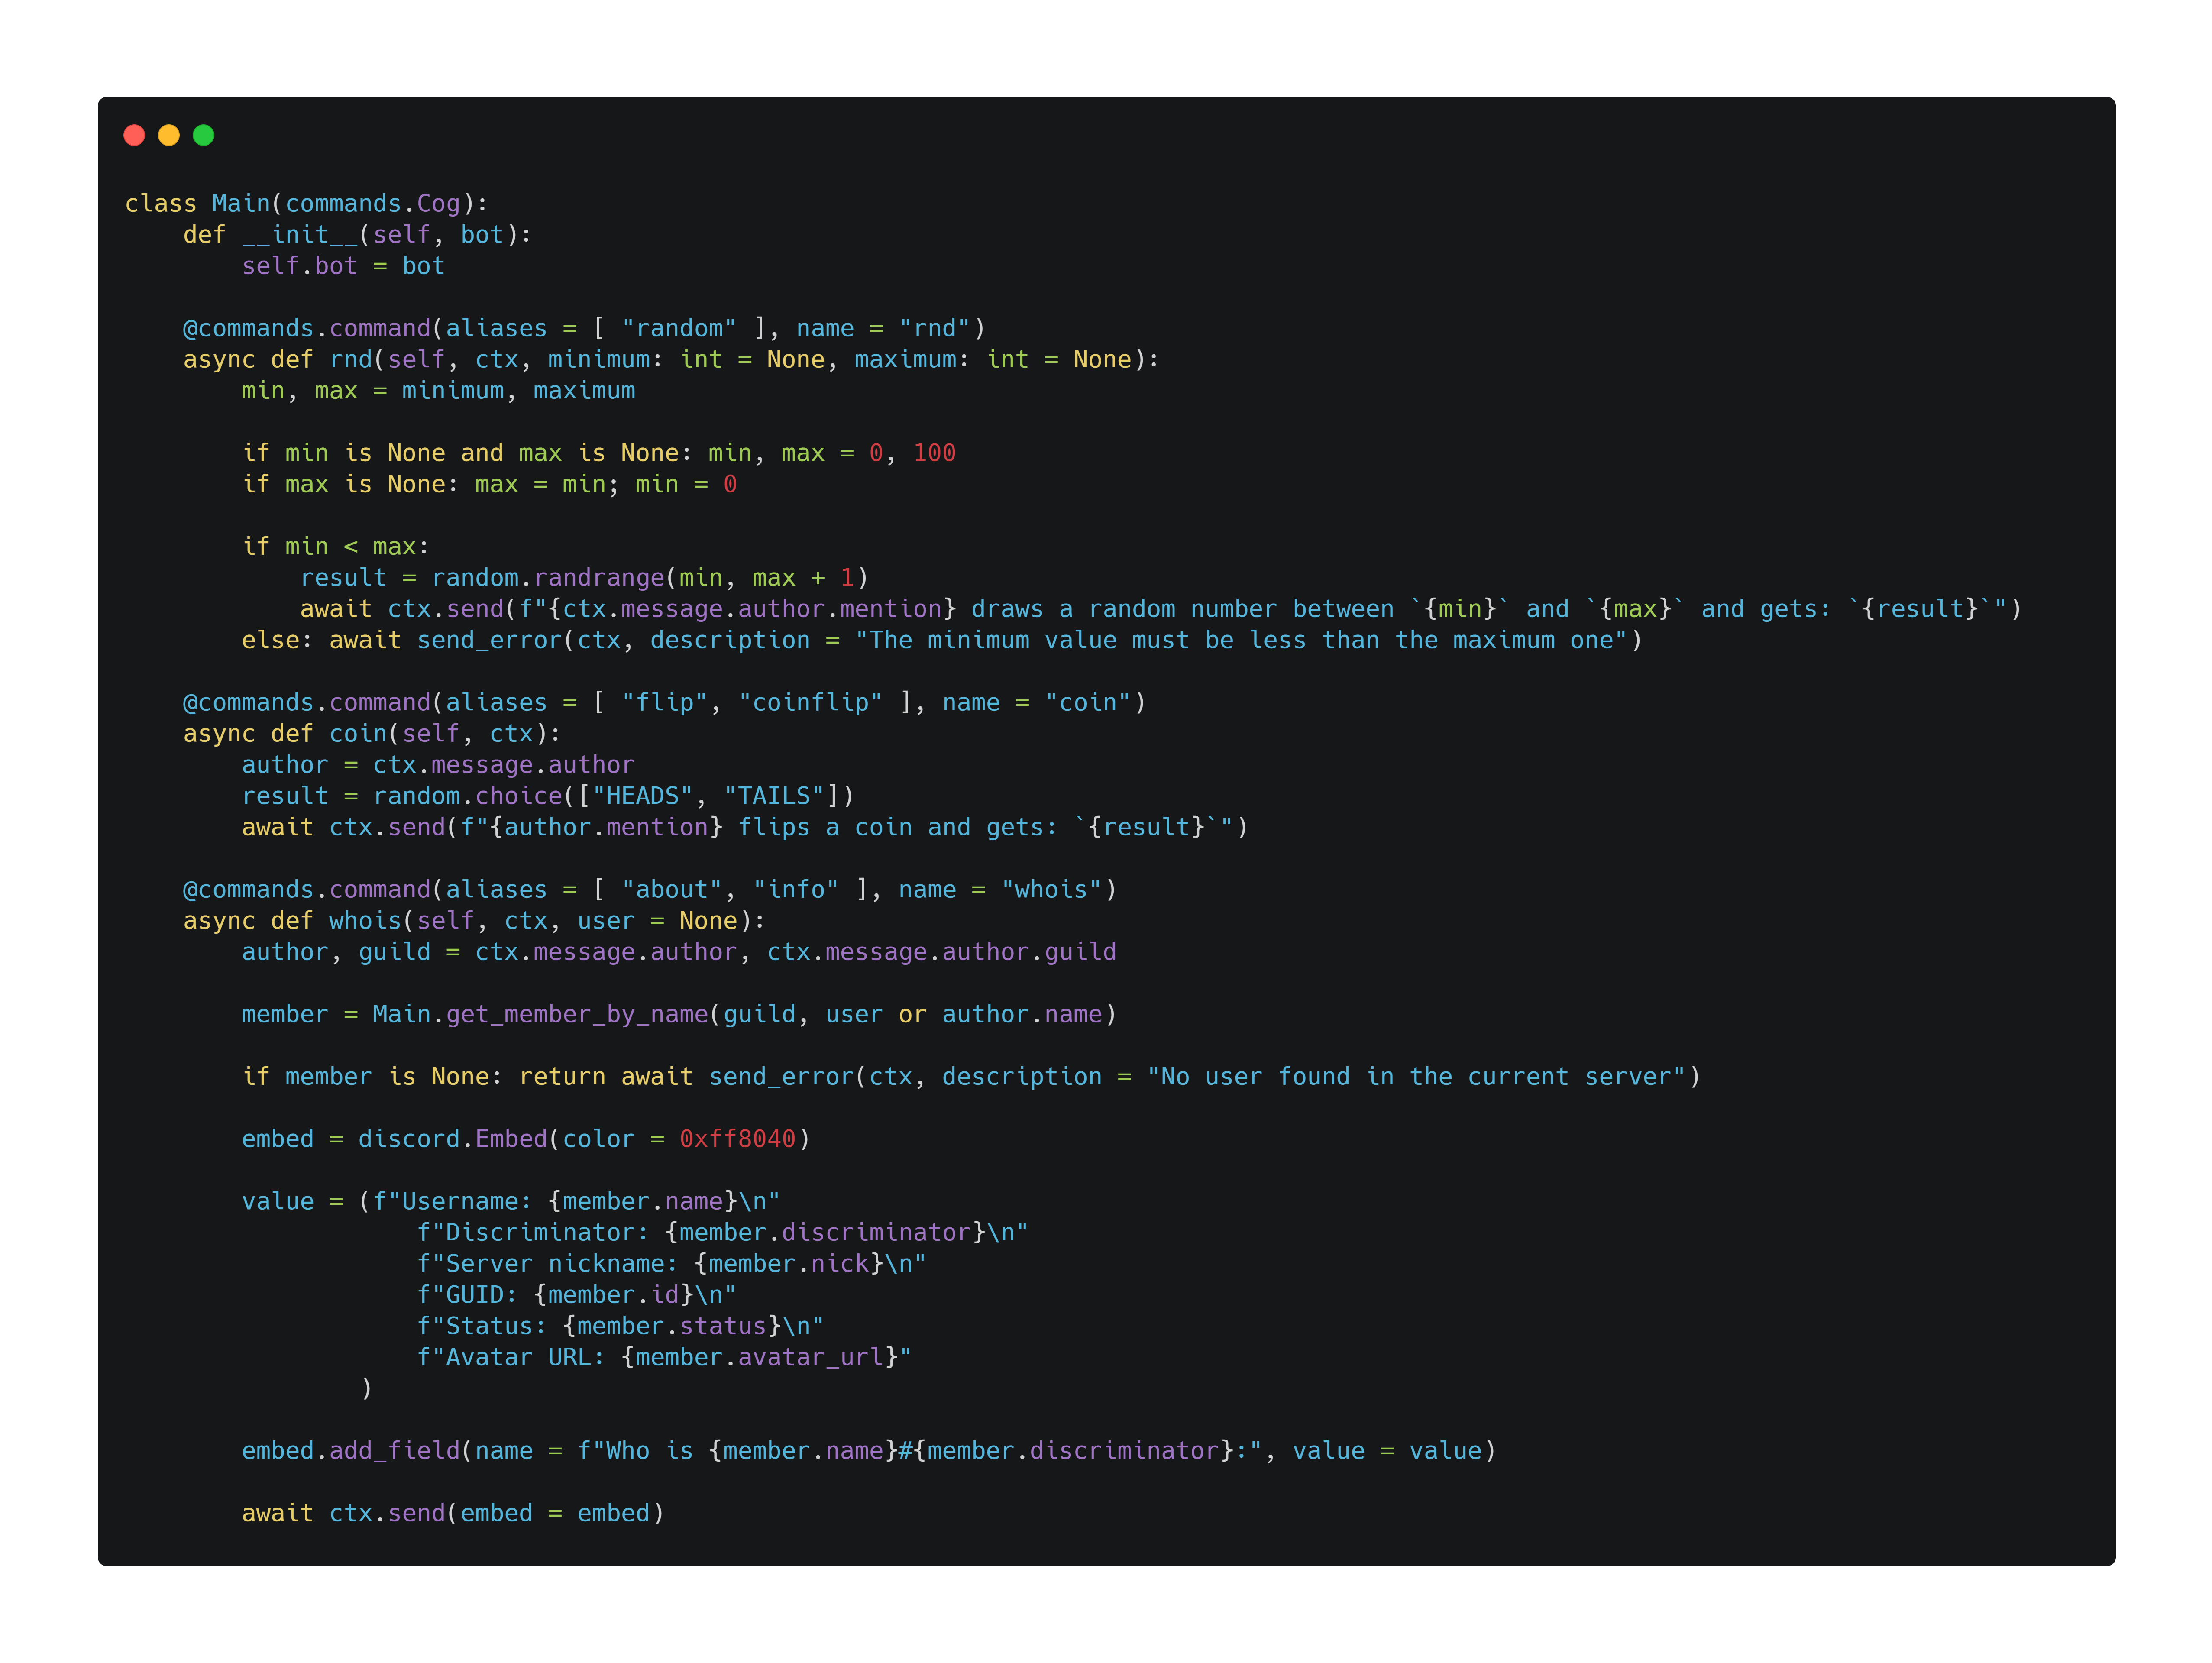 class Main(commands.Cog):
    def __init__(self, bot):
        self.bot = bot

    @commands.command(aliases = [ "random" ], name = "rnd")
    async def rnd(self, ctx, minimum: int = None, maximum: int = None):
        min, max = minimum, maximum

        if min is None and max is None: min, max = 0, 100
        if max is None: max = min; min = 0

        if min < max:
            result = random.randrange(min, max + 1)
            await ctx.send(f"{ctx.message.author.mention} draws a random number between `{min}` and `{max}` and gets: `{result}`")
        else: await send_error(ctx, description = "The minimum value must be less than the maximum one")

    @commands.command(aliases = [ "flip", "coinflip" ], name = "coin")
    async def coin(self, ctx):
        author = ctx.message.author
        result = random.choice(["HEADS", "TAILS"])
        await ctx.send(f"{author.mention} flips a coin and gets: `{result}`")

    @commands.command(aliases = [ "about", "info" ], name = "whois")
    async def whois(self, ctx, user = None):
        author, guild = ctx.message.author, ctx.message.author.guild

        member = Main.get_member_by_name(guild, user or author.name)

        if member is None: return await send_error(ctx, description = "No user found in the current server")

        embed = discord.Embed(color = 0xff8040)

        value = (f"Username: {member.name}\n"
                    f"Discriminator: {member.discriminator}\n"
                    f"Server nickname: {member.nick}\n"
                    f"GUID: {member.id}\n"
                    f"Status: {member.status}\n"
                    f"Avatar URL: {member.avatar_url}"
                )

        embed.add_field(name = f"Who is {member.name}#{member.discriminator}:", value = value)

        await ctx.send(embed = embed)